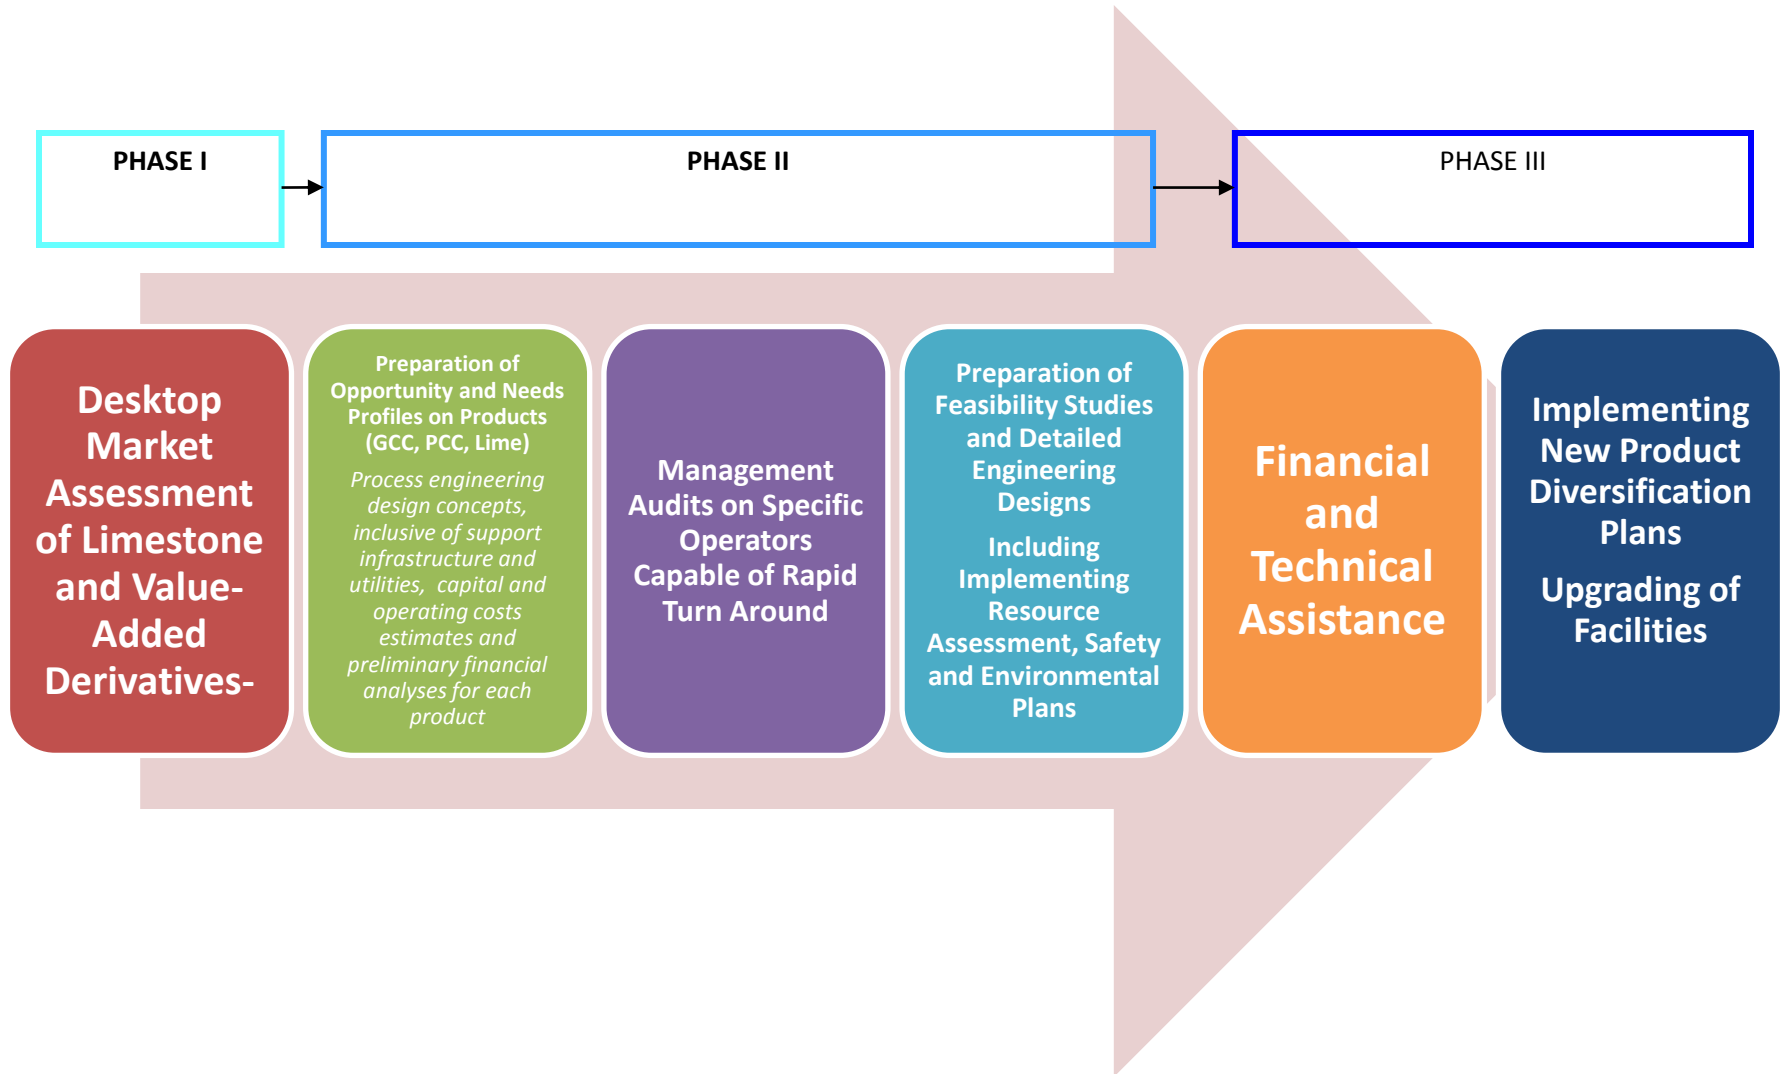 PHASE I
PHASE II
PHASE III
Desktop
Market
Assessment
of Limestone
and Value-
Added
Derivatives-
Preparation of
Opportunity and Needs
Profiles on Products
(GCC, PCC, Lime)
Process engineering
design concepts,
inclusive of support
infrastructure and
utilities, capital and
operating costs
estimates and
preliminary financial
analyses for each
product
Management
Audits on Specific
Operators
Capable of Rapid
Turn Around
Preparation of
Feasibility Studies
and Detailed
Engineering
Designs
Including
Implementing
Resource
Assessment, Safety
and Environmental
Plans
Financial
and
Technical
Assistance
Implementing
New Product
Diversification
Plans
Upgrading of
Facilities